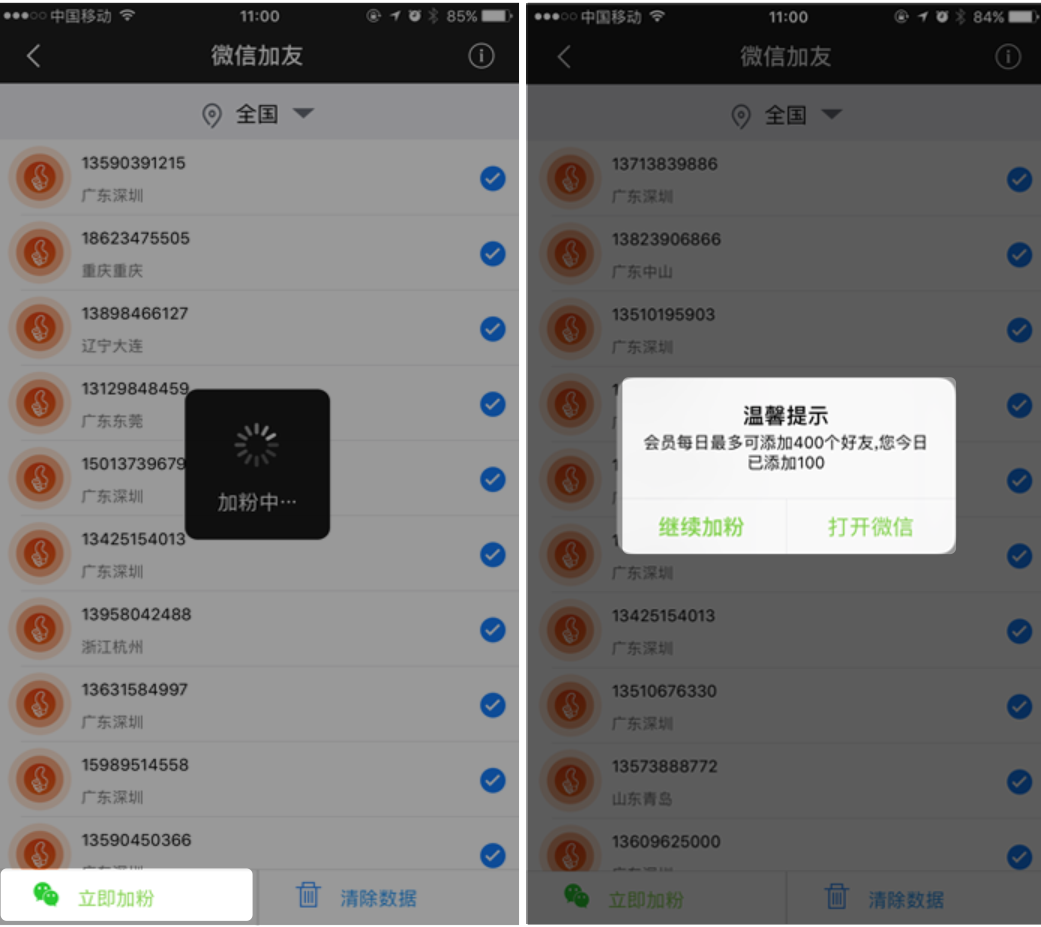 中国移动 11:00 85%
微信加友
全国
13590391215
广东深圳
18623475505
重庆重庆
13898466127
辽宁大连
13129848459
广东东莞
15013739679
广东深圳
加粉中···
13425154013
广东深圳
13958042488
浙江杭州
13631584997
广东深圳
15989514558
广东深圳
13590450366
立即加粉 清除数据
中国移动 11:00 84%
微信加友
全国
13713839886
广东深圳
13823906866
广东中山
13510195903
广东深圳
温馨提示
会员每日最多可添加400个好友,您今日
已添加100
继续加粉 打开微信
广东深圳
13425154013
广东深圳
13510676330
广东深圳
13573888772
山东青岛
13609625000
立即加粉 清除数据